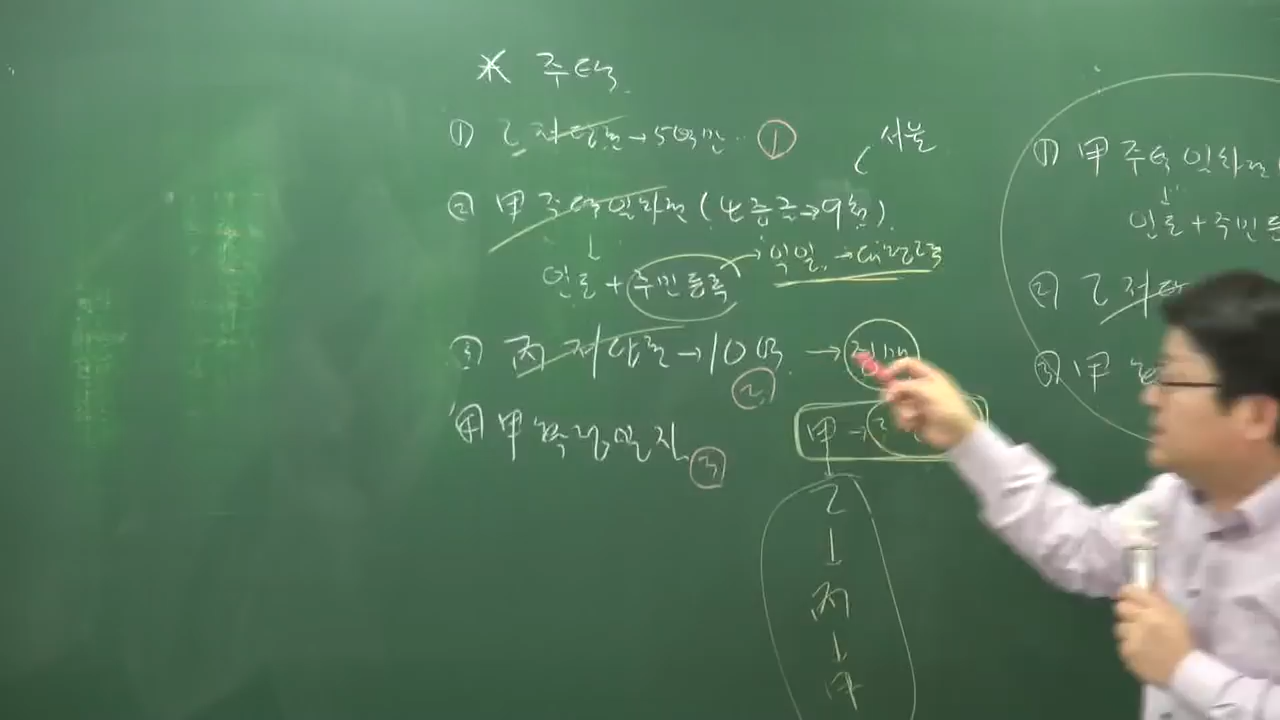 * 주택
① 乙 저당권→5억만 ①
서울
② 甲 주택임차권 (보증금→9천)
인도 + 주민등록 → 익일 → 대항력
③ 丙 저당권→10억 → ②
④ 甲 확정일자 ③
甲 →
乙
丙
甲
① 甲 주택 임차권
인도 + 주민등
② 乙 저당
③ 甲